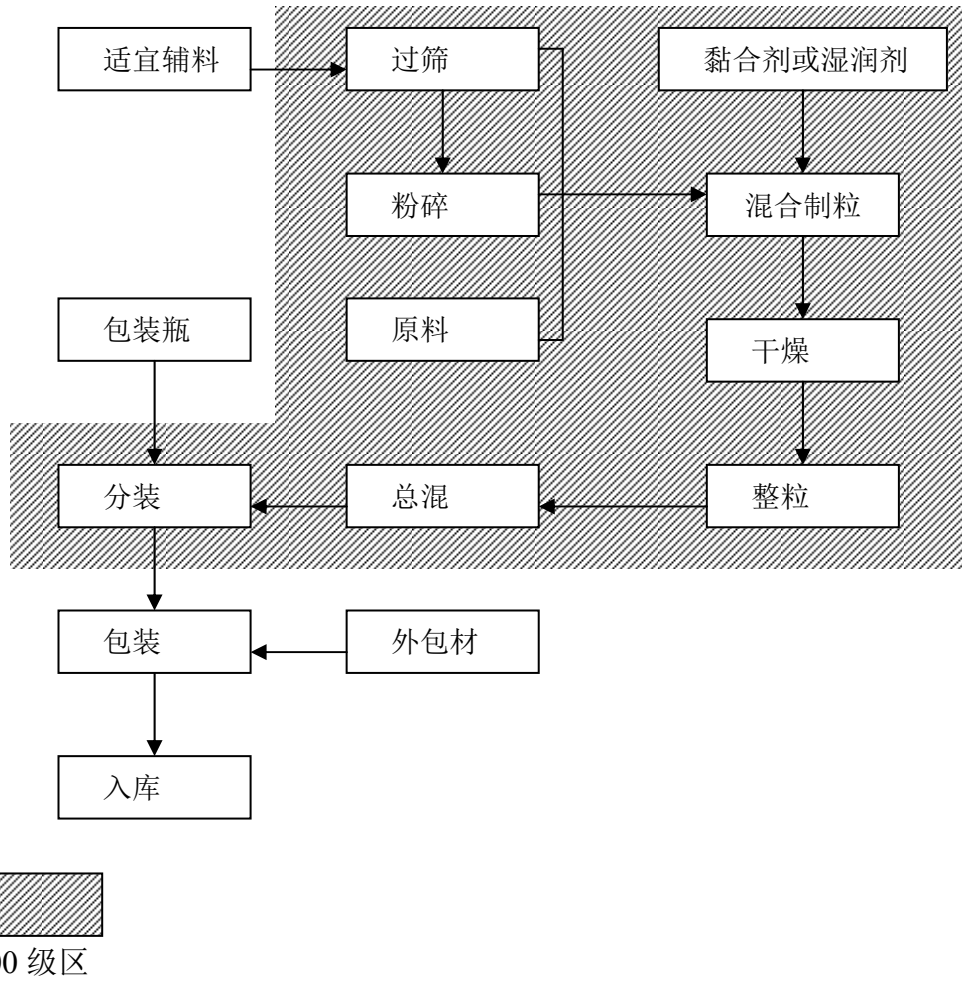 适宜辅料
过筛
黏合剂或湿润剂
粉碎
混合制粒
包装瓶
原料
干燥
分装
总混
整粒
包装
外包材
入库
00 级区